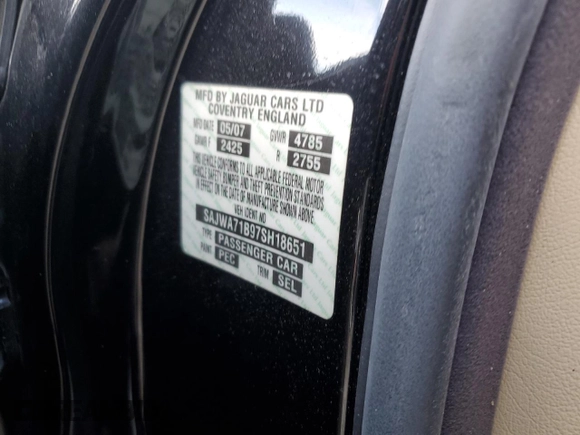 MFD BY JAGUAR CARS LTD
COVENTRY ENGLAND
MFD DATE 05/07 GVWR 4785
GAWR F 2425 R 2755
THIS VEHICLE CONFORMS TO ALL APPLICABLE FEDERAL MOTOR
VEHICLE SAFETY AND THEFT PREVENTION STANDARDS
IN EFFECT ON THE DATE OF MANUFACTURE SHOWN ABOVE.
VEH IDENT NO
SAJWA71B97SH18651
TYPE PASSENGER CAR
PAINT PEC TRIM SEL